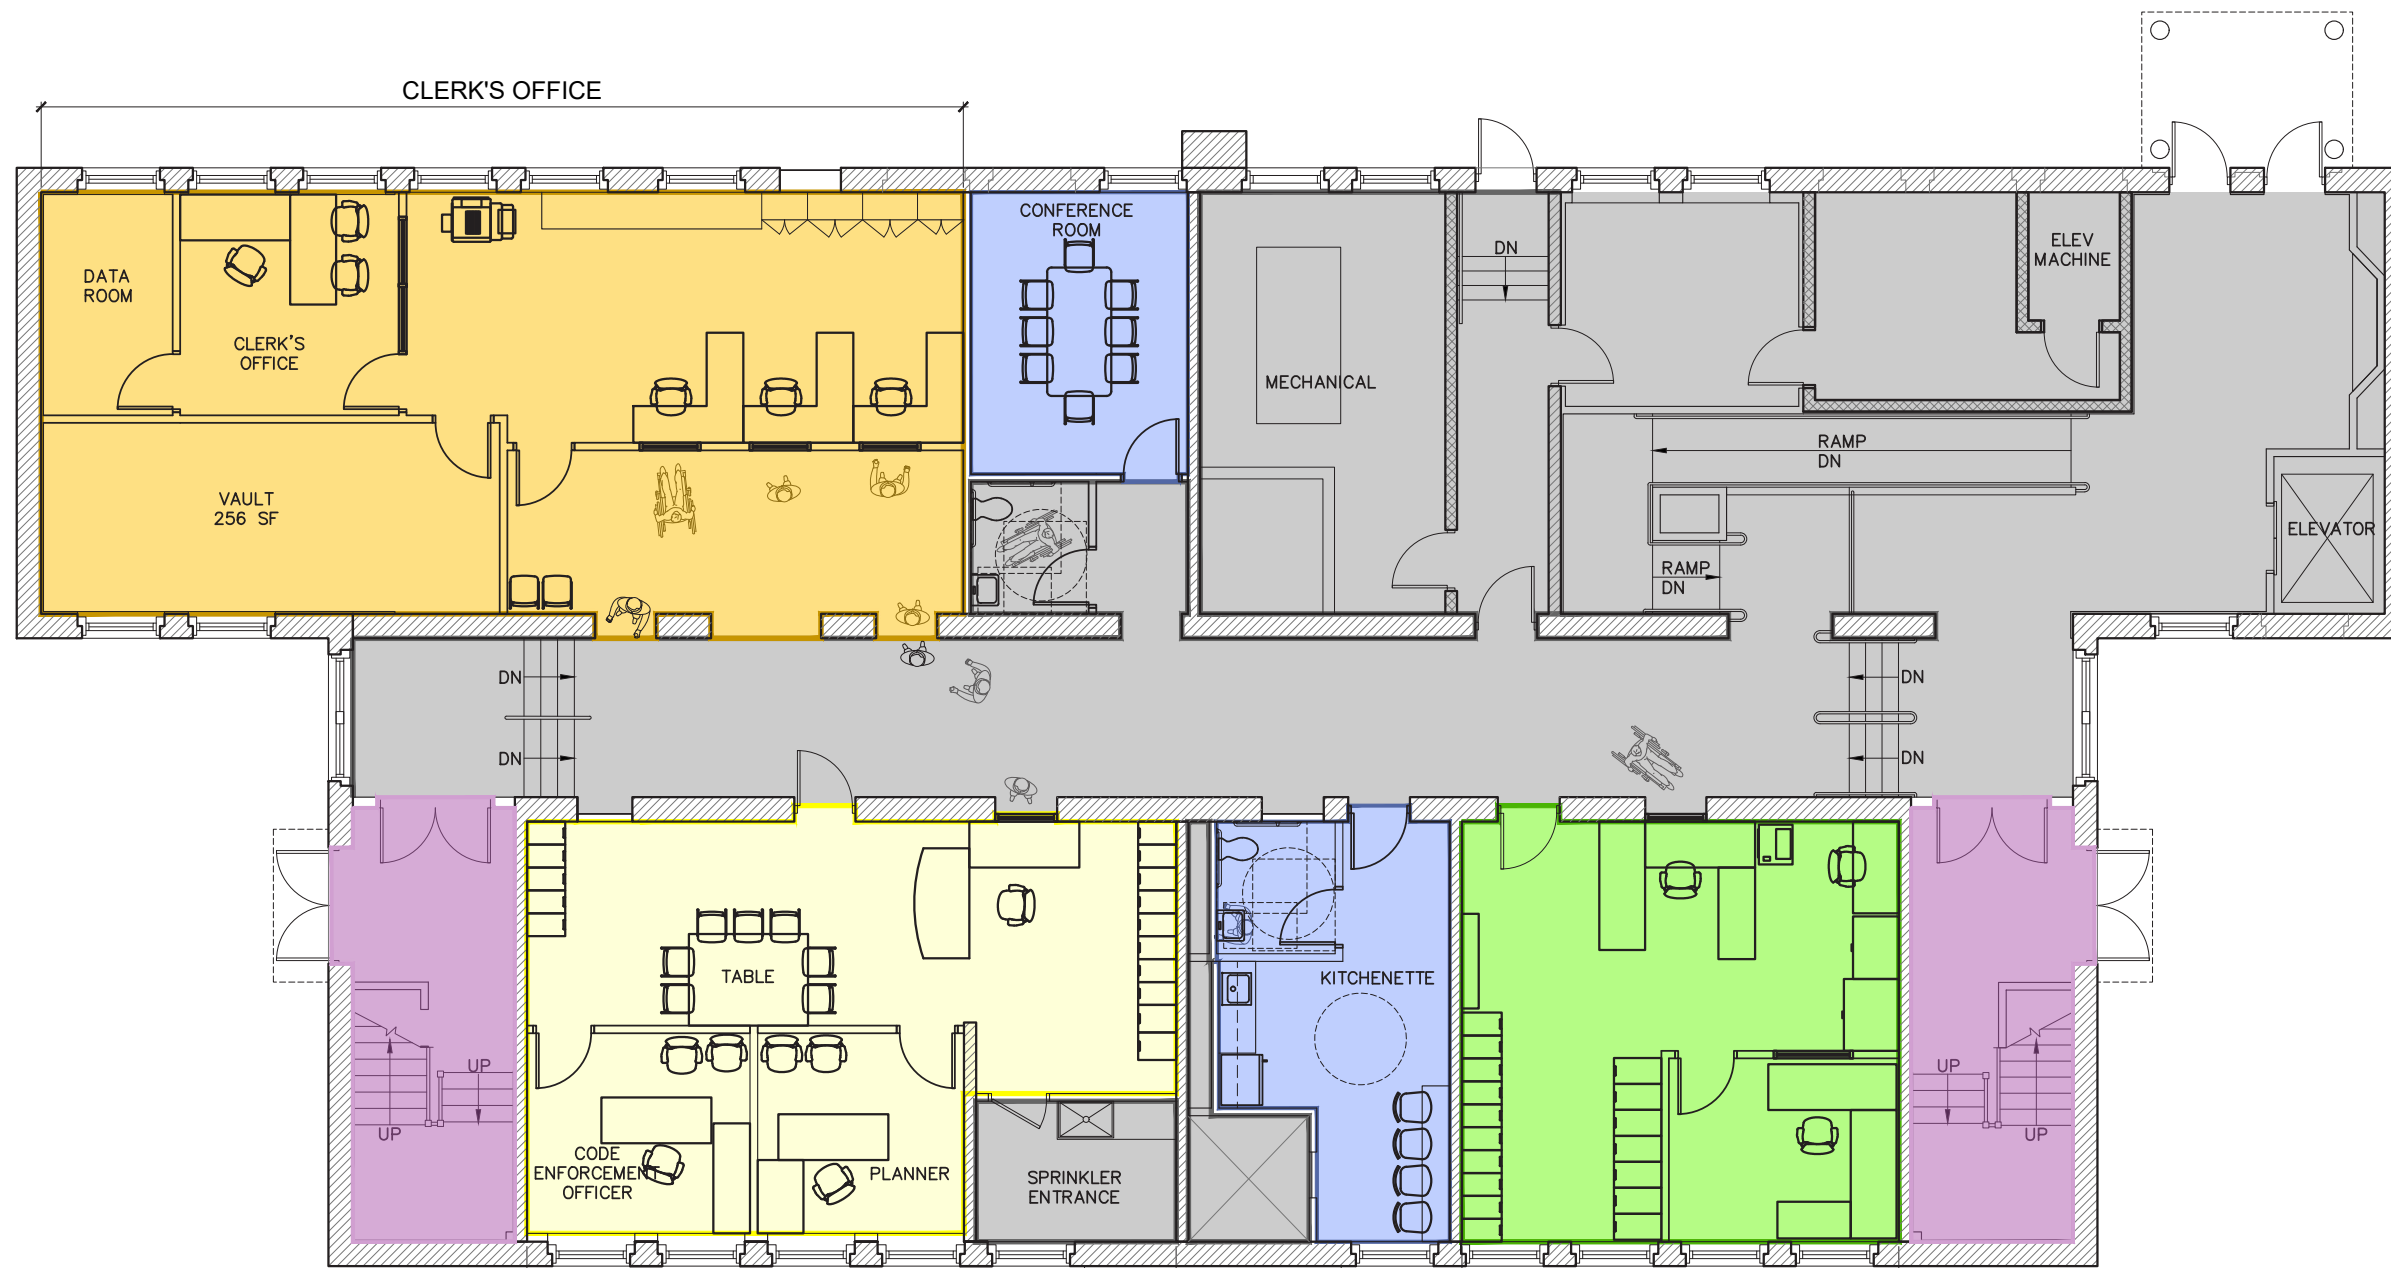 CLERK'S OFFICE
CONFERENCE
ROOM
DN
ELEV
MACHINE
DATA
ROOM
CLERK'S
OFFICE
MECHANICAL
RAMP
DN
VAULT
256 SF
ELEVATOR
RAMP
DN
DN
DN
DN
DN
TABLE
KITCHENETTE
UP
UP
UP
UP
CODE
ENFORCEMENT
OFFICER
PLANNER
SPRINKLER
ENTRANCE